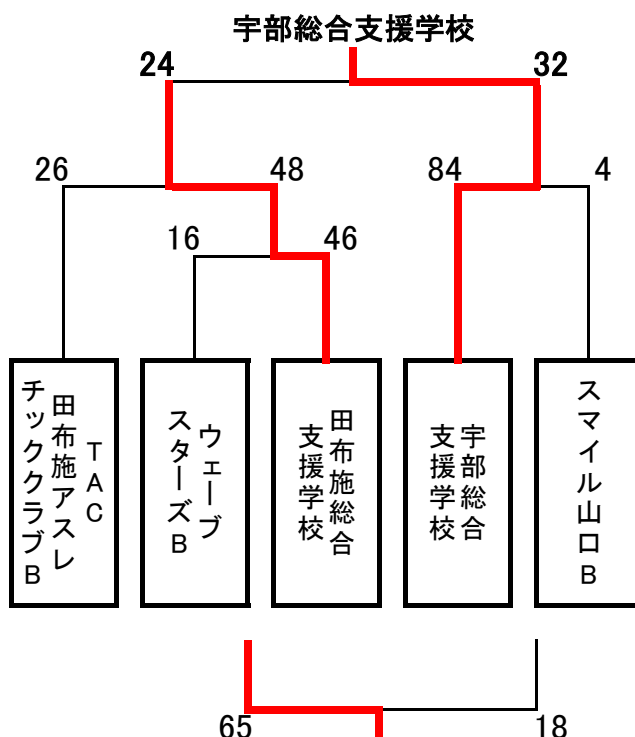 宇部総合支援学校
24
32
26
48
84
4
16
46
TAC
田布施アスレ
チッククラブB
ウェーブ
スターズB
田布施総合
支援学校
宇部総合
支援学校
スマイル山口B
65
18